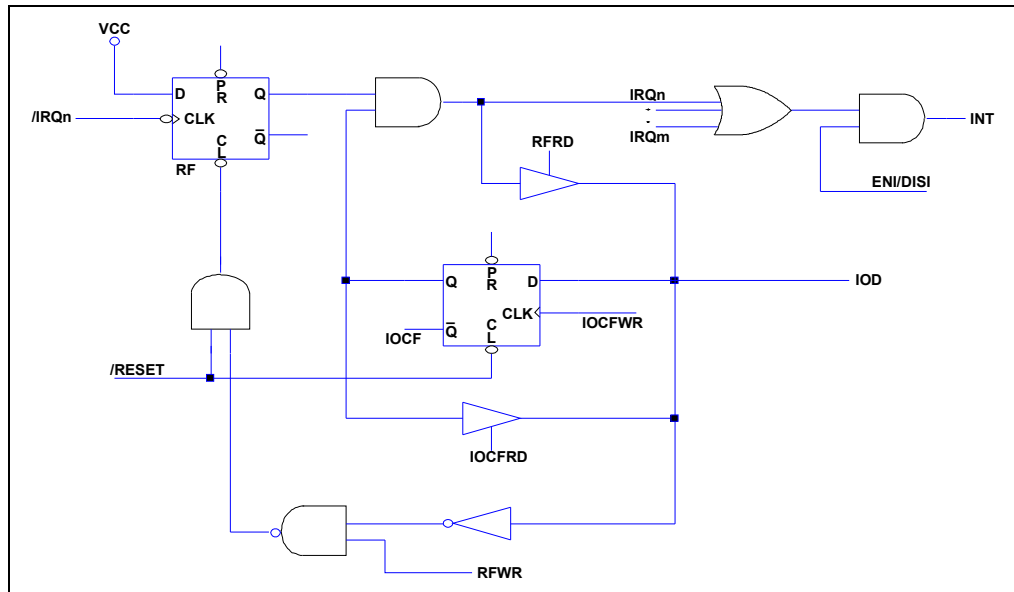 VCC
/IRQn
D
PR
Q
CLK
Q
CL
RF
RFRD
IRQn
IRQm
INT
ENI/DISI
Q
PR
D
IOD
CLK
IOCFWR
IOCF
Q
CL
/RESET
IOCFRD
RFWR